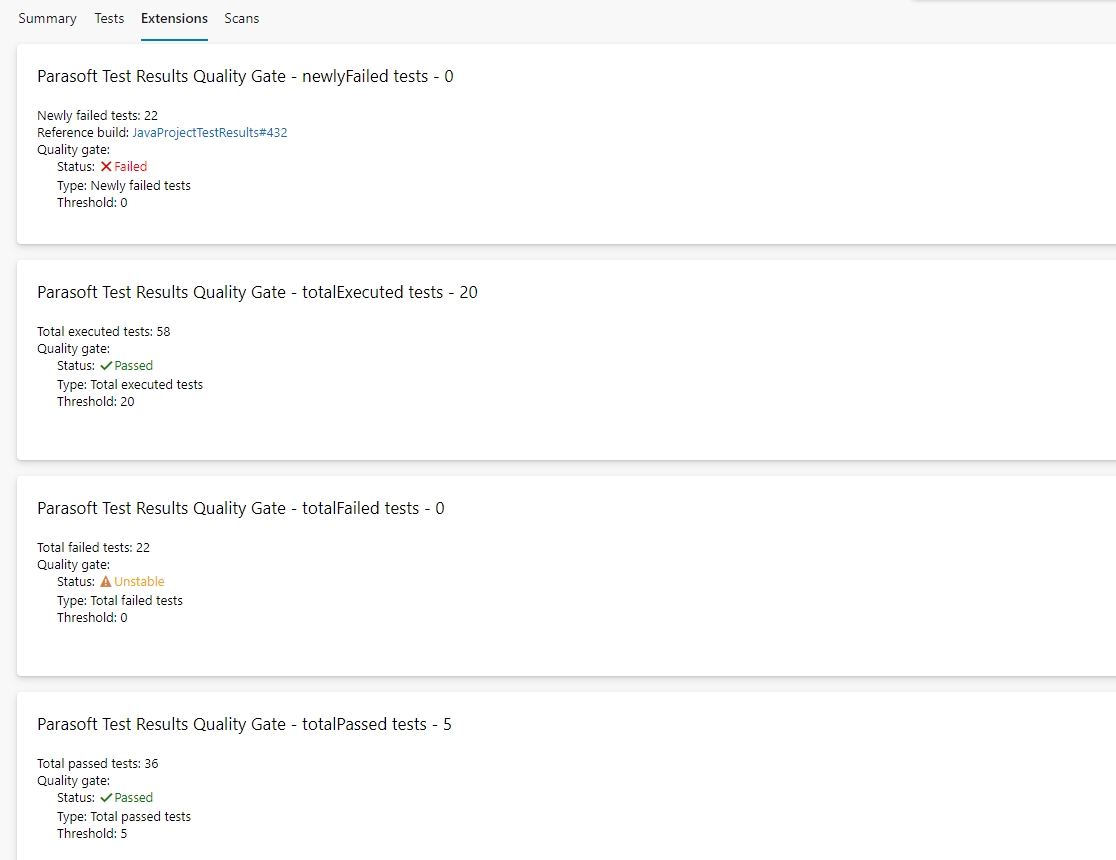 Summary Tests Extensions Scans
Parasoft Test Results Quality Gate - newlyFailed tests - 0
Newly failed tests: 22
Reference build: JavaProjectTestResults#432
Quality gate:
Status: Failed
Type: Newly failed tests
Threshold: 0
Parasoft Test Results Quality Gate - totalExecuted tests - 20
Total executed tests: 58
Quality gate:
Status: Passed
Type: Total executed tests
Threshold: 20
Parasoft Test Results Quality Gate - totalFailed tests - 0
Total failed tests: 22
Quality gate:
Status: Unstable
Type: Total failed tests
Threshold: 0
Parasoft Test Results Quality Gate - totalPassed tests - 5
Total passed tests: 36
Quality gate:
Status: Passed
Type: Total passed tests
Threshold: 5